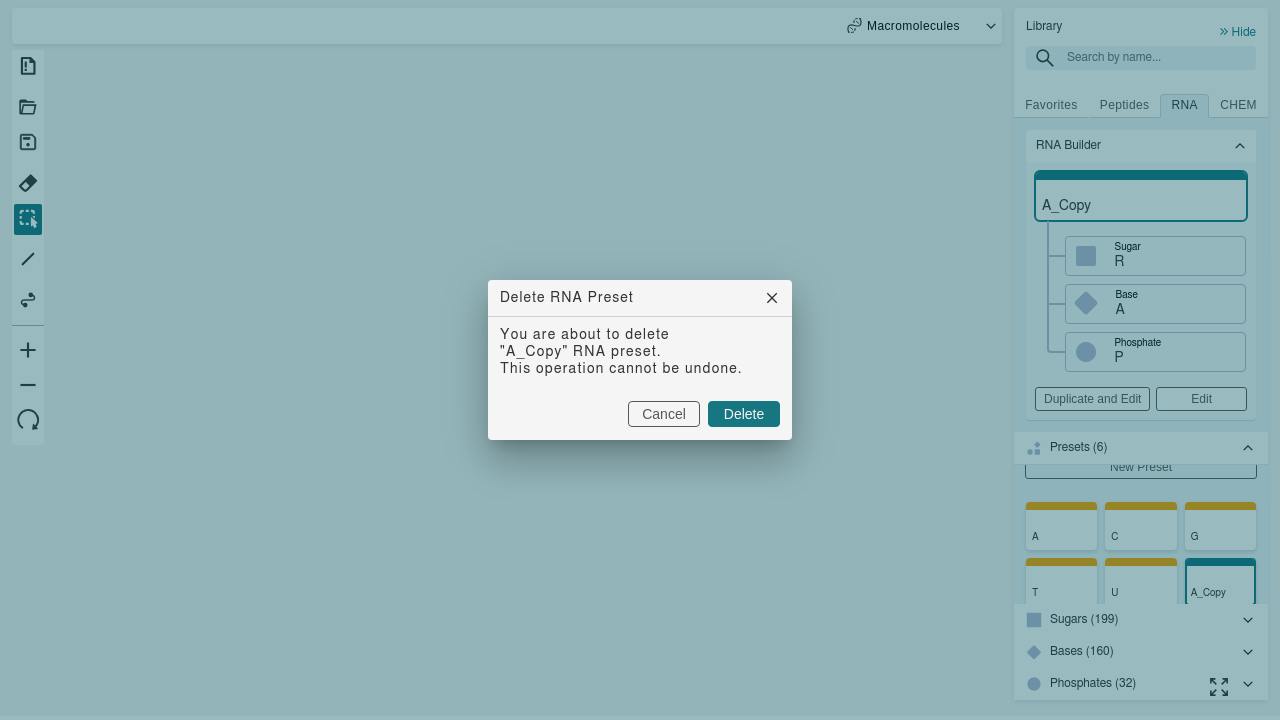 Macromolecules
Library
Hide
Search by name...
Favorites
Peptides
RNA
CHEM
RNA Builder
A_Copy
Sugar
R
Base
A
Phosphate
P
Duplicate and Edit
Edit
Presets (6)
New Preset
A
C
G
T
U
A_Copy
Sugars (199)
Bases (160)
Phosphates (32)
Delete RNA Preset
You are about to delete
"A_Copy" RNA preset.
This operation cannot be undone.
Cancel
Delete